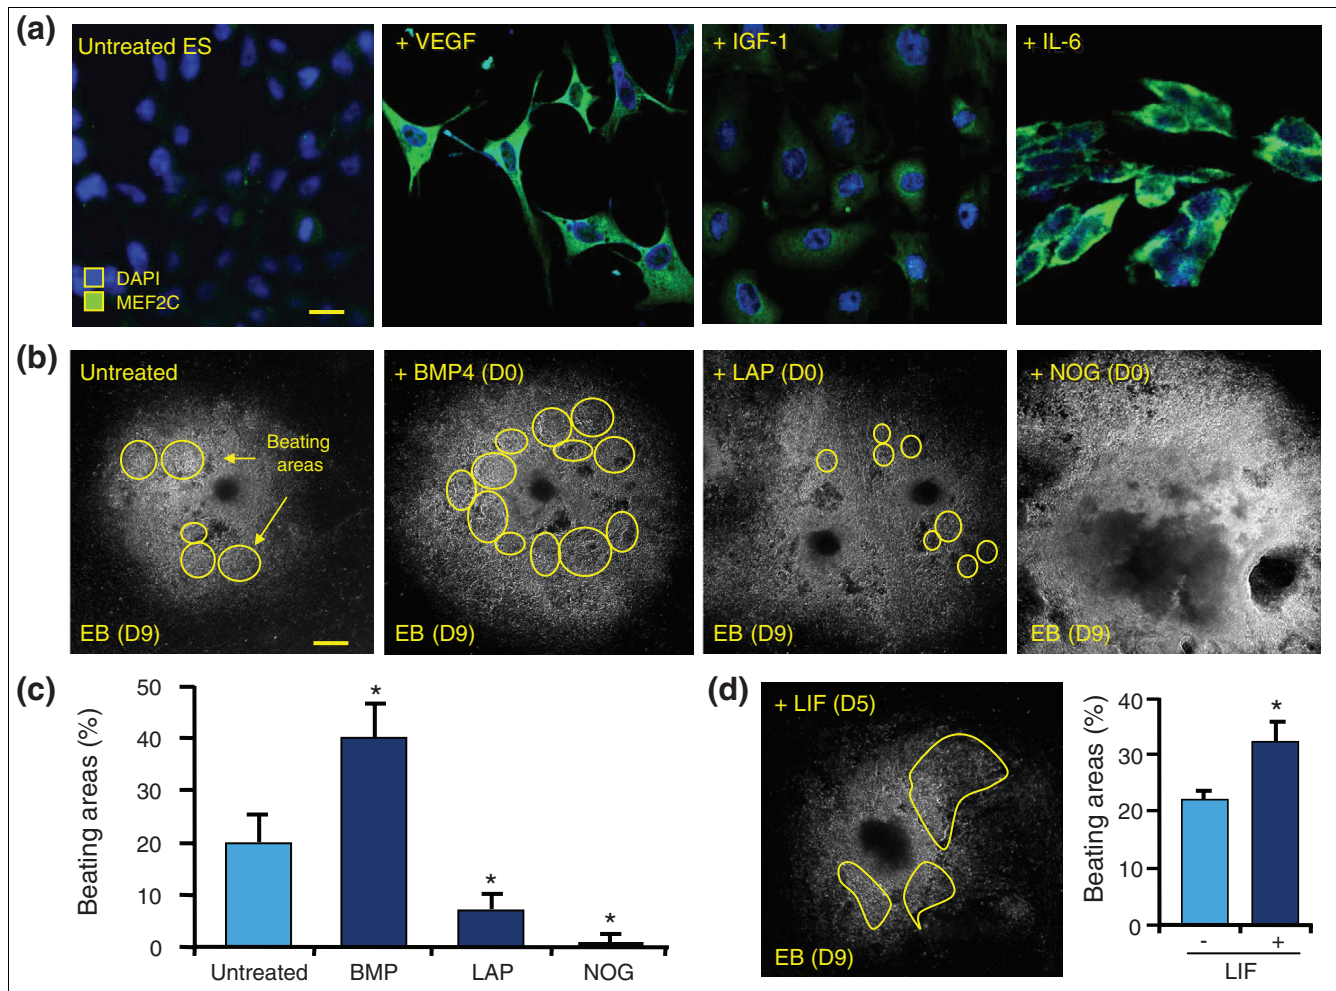 (a)
Untreated ES
+ VEGF
+ IGF-1
+ IL-6
DAPI
MEF2C
(b)
Untreated
+ BMP4 (D0)
+ LAP (D0)
+ NOG (D0)
Beating
areas
EB (D9)
EB (D9)
EB (D9)
EB (D9)
(c)
Beating areas (%)
50
40
30
20
10
0
*
*
*
Untreated
BMP
LAP
NOG
(d)
+ LIF (D5)
EB (D9)
Beating areas (%)
40
30
20
10
0
*
-
+
LIF